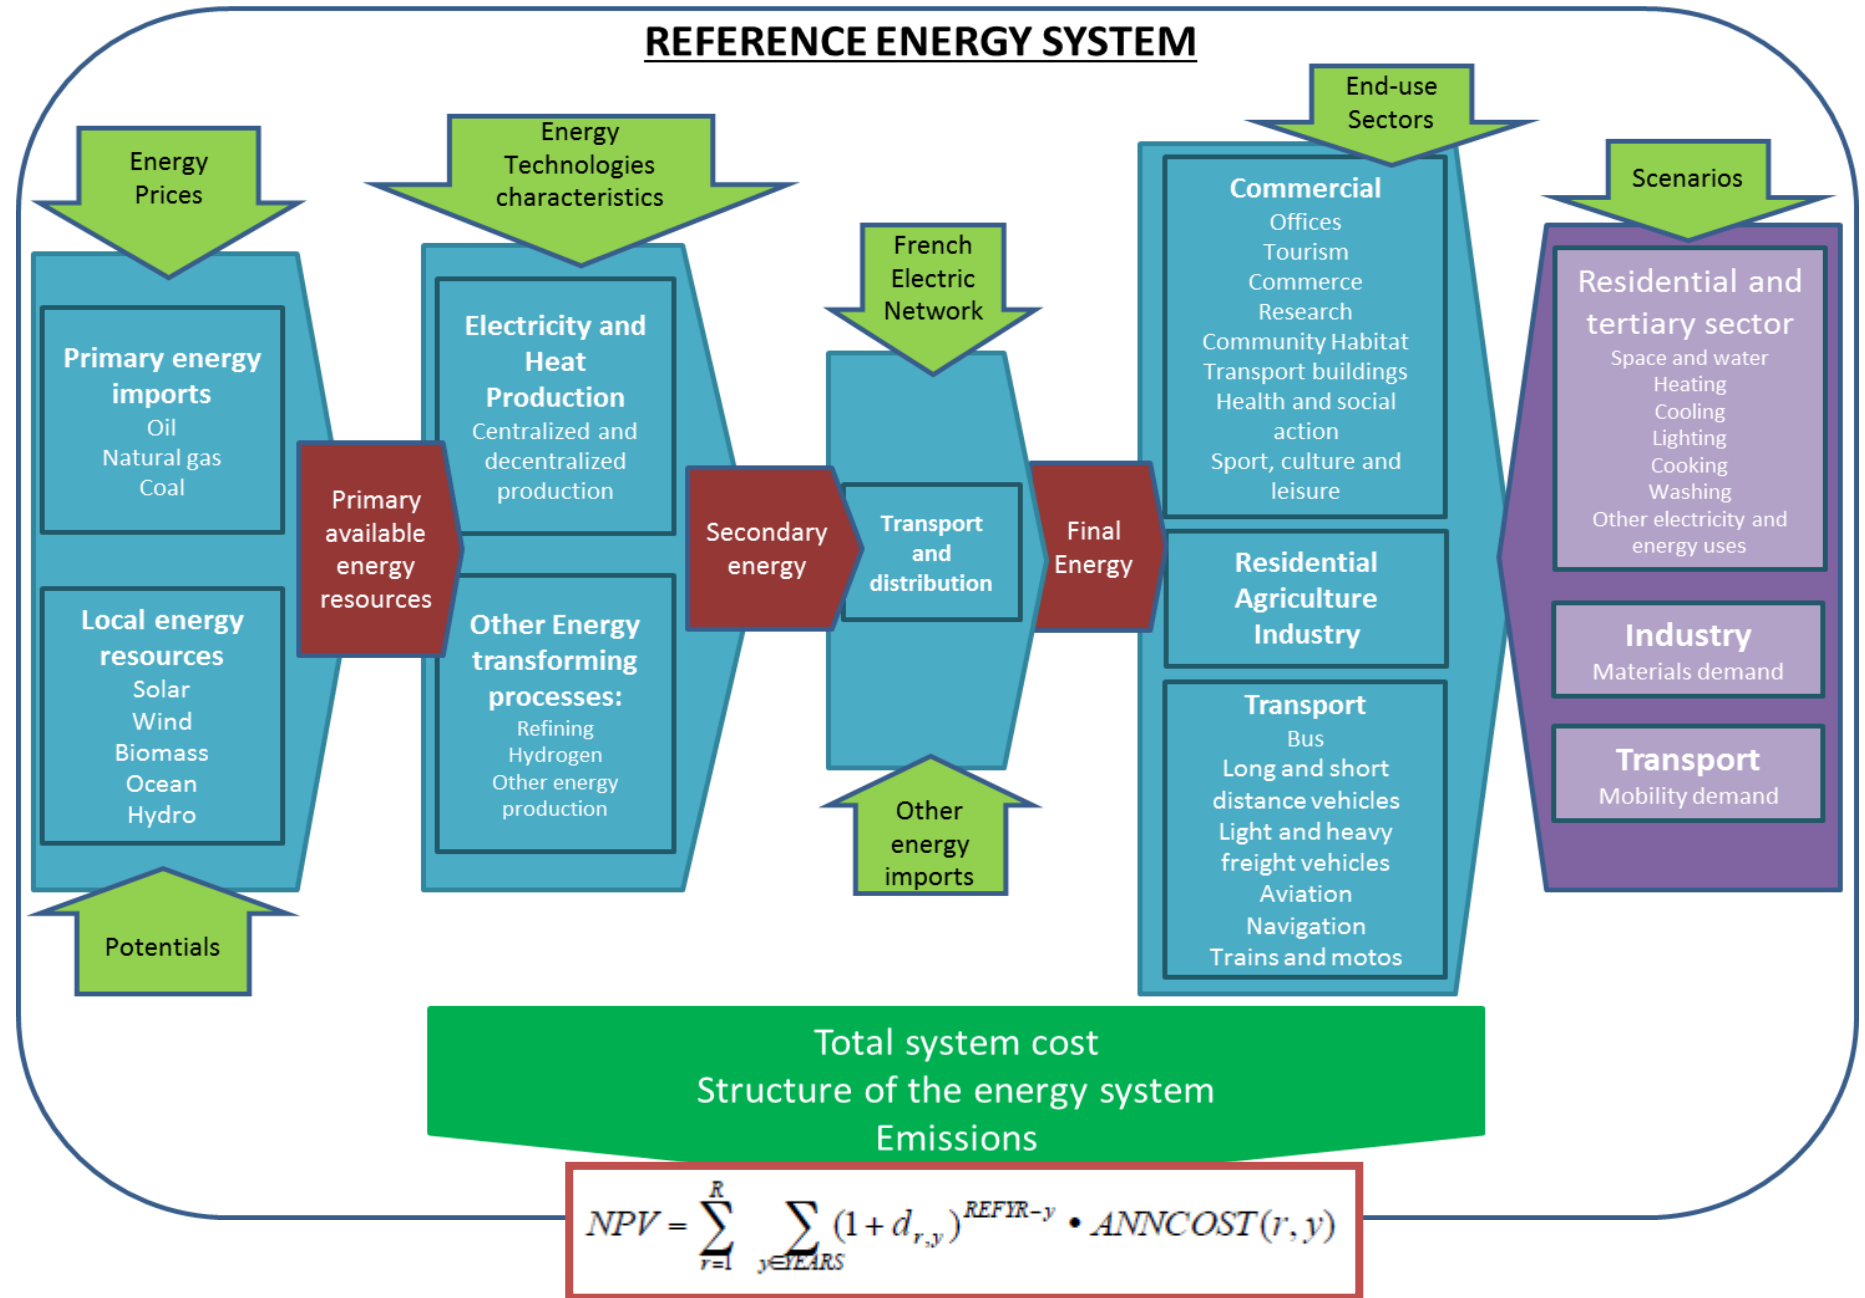 REFERENCE ENERGY SYSTEM
Energy
Prices
Primary energy
imports
Oil
Natural gas
Coal
Local energy
resources
Solar
Wind
Biomass
Ocean
Hydro
Potentials
Primary
available
energy
resources
Energy
Technologies
characteristics
Electricity and
Heat
Production
Centralized and
decentralized
production
Other Energy
transforming
processes:
Refining
Hydrogen
Other energy
production
Secondary
energy
French
Electric
Network
Transport
and
distribution
Other
energy
imports
Final
Energy
End-use
Sectors
Commercial
Offices
Tourism
Commerce
Research
Community Habitat
Transport buildings
Health and social
action
Sport, culture and
leisure
Residential
Agriculture
Industry
Transport
Bus
Long and short
distance vehicles
Light and heavy
freight vehicles
Aviation
Navigation
Trains and motos
Scenarios
Residential and
tertiary sector
Space and water
Heating
Cooling
Lighting
Cooking
Washing
Other electricity and
energy uses
Industry
Materials demand
Transport
Mobility demand
Total system cost
Structure of the energy system
Emissions
NPV = ∑_{r=1}^{R} ∑_{y∈YEARS} (1 + d_{r,y})^{REFYR−y} • ANNCOST(r, y)